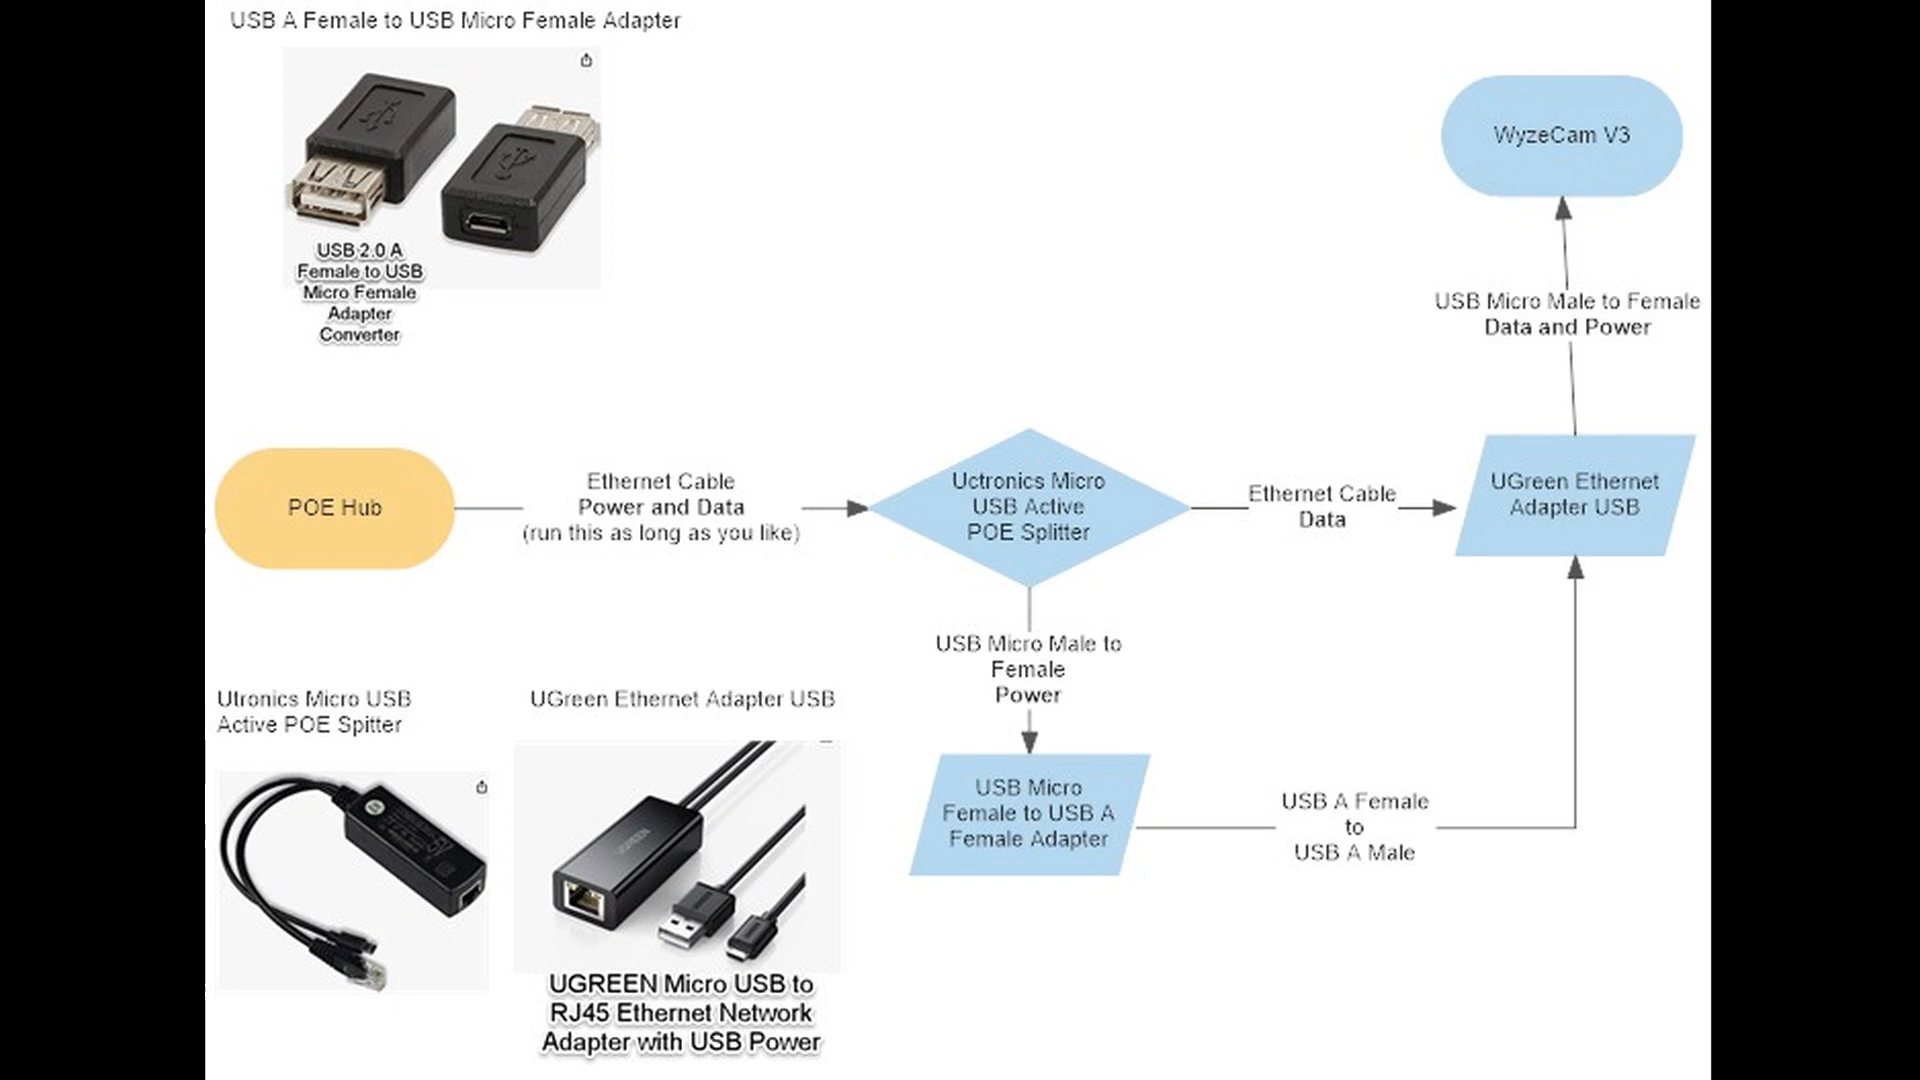 USB A Female to USB Micro Female Adapter
USB 2.0 A
Female to USB
Micro Female
Adapter
Converter
WyzeCam V3
USB Micro Male to Female
Data and Power
POE Hub
Ethernet Cable
Power and Data
(run this as long as you like)
Uctronics Micro
USB Active
POE Splitter
Ethernet Cable
Data
UGreen Ethernet
Adapter USB
USB Micro Male to
Female
Power
USB Micro
Female to USB A
Female Adapter
USB A Female
to
USB A Male
Utronics Micro USB
Active POE Spitter
UGreen Ethernet Adapter USB
UGREEN
UGREEN Micro USB to
RJ45 Ethernet Network
Adapter with USB Power